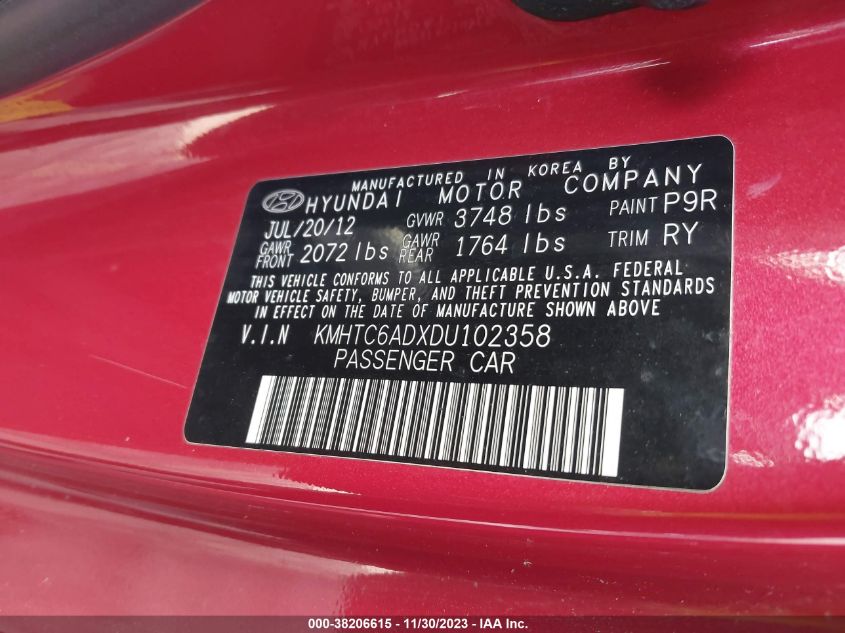 MANUFACTURED IN KOREA BY
HYUNDAI MOTOR COMPANY
JUL/20/12 GVWR 3748 lbs PAINT P9R
GAWR FRONT 2072 lbs GAWR REAR 1764 lbs TRIM RY
THIS VEHICLE CONFORMS TO ALL APPLICABLE U.S.A. FEDERAL
MOTOR VEHICLE SAFETY, BUMPER, AND THEFT PREVENTION STANDARDS
IN EFFECT ON THE DATE OF MANUFACTURE SHOWN ABOVE
V.I.N KMHTC6ADXDU102358
PASSENGER CAR
000-38206615 - 11/30/2023 - Copyright IAA, Inc.